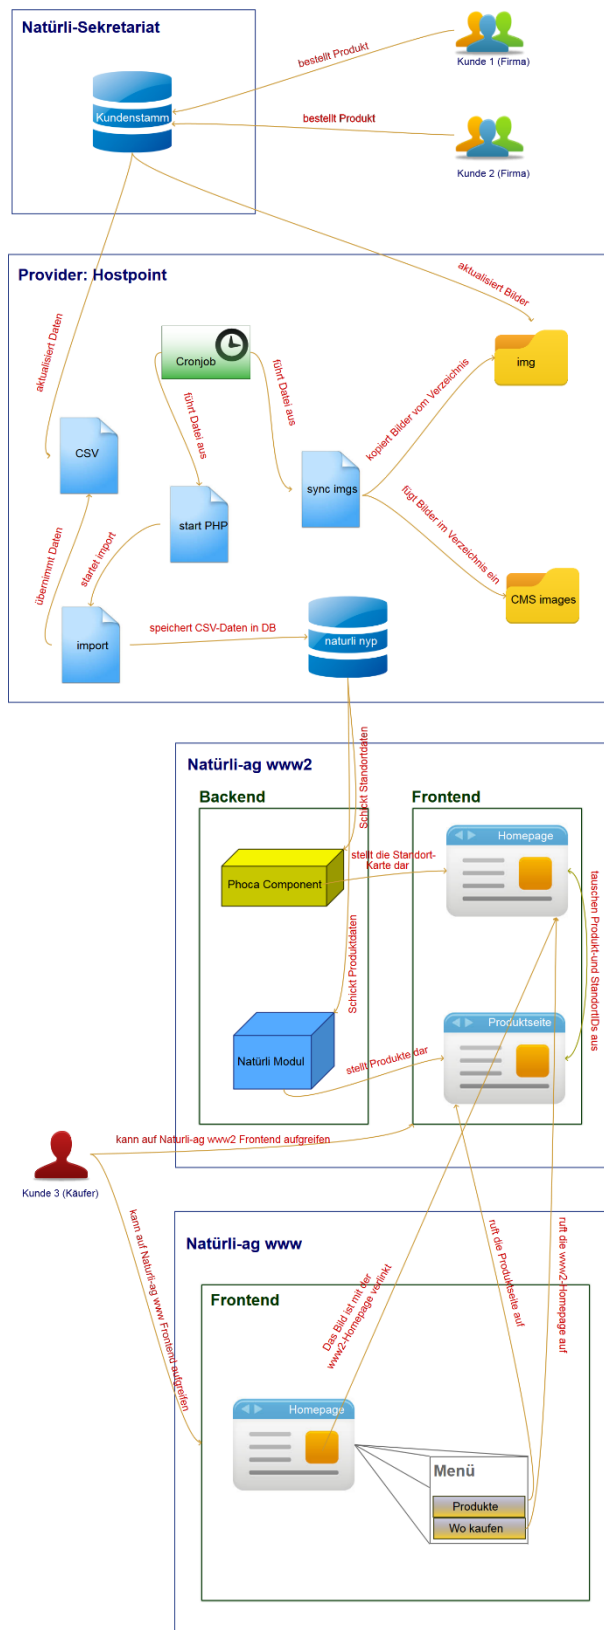 Natürli-Sekretariat
Kundenstamm
bestellt Produkt
Kunde 1 (Firma)
bestellt Produkt
Kunde 2 (Firma)
Provider: Hostpoint
aktualisiert Daten
aktualisiert Bilder
Cronjob
img
führt Datei aus
führt Datei aus
kopiert Bilder vom Verzeichnis
CSV
sync imgs
start PHP
fügt Bilder im Verzeichnis ein
übernimmt Daten
startet import
CMS images
import
speichert CSV-Daten in DB
naturli nyp
Natürli-ag www2
Backend
Frontend
Schickt Standortdaten
Homepage
stellt die Standort-
Karte dar
Phoca Component
tauschen Produkt-und StandortIDs aus
Schickt Produktdaten
Produktseite
Natürli Modul
stellt Produkte dar
kann auf Naturli-ag www2 Frontend aufgreifen
Kunde 3 (Käufer)
kann auf Natürli-ag www Frontend aufgreifen
Natürli-ag www
ruft die Produktseite auf
ruft die www2-Homepage auf
Frontend
Das Bild ist mit der
www2-Homepage verlinkt
Homepage
Menü
Produkte
Wo kaufen